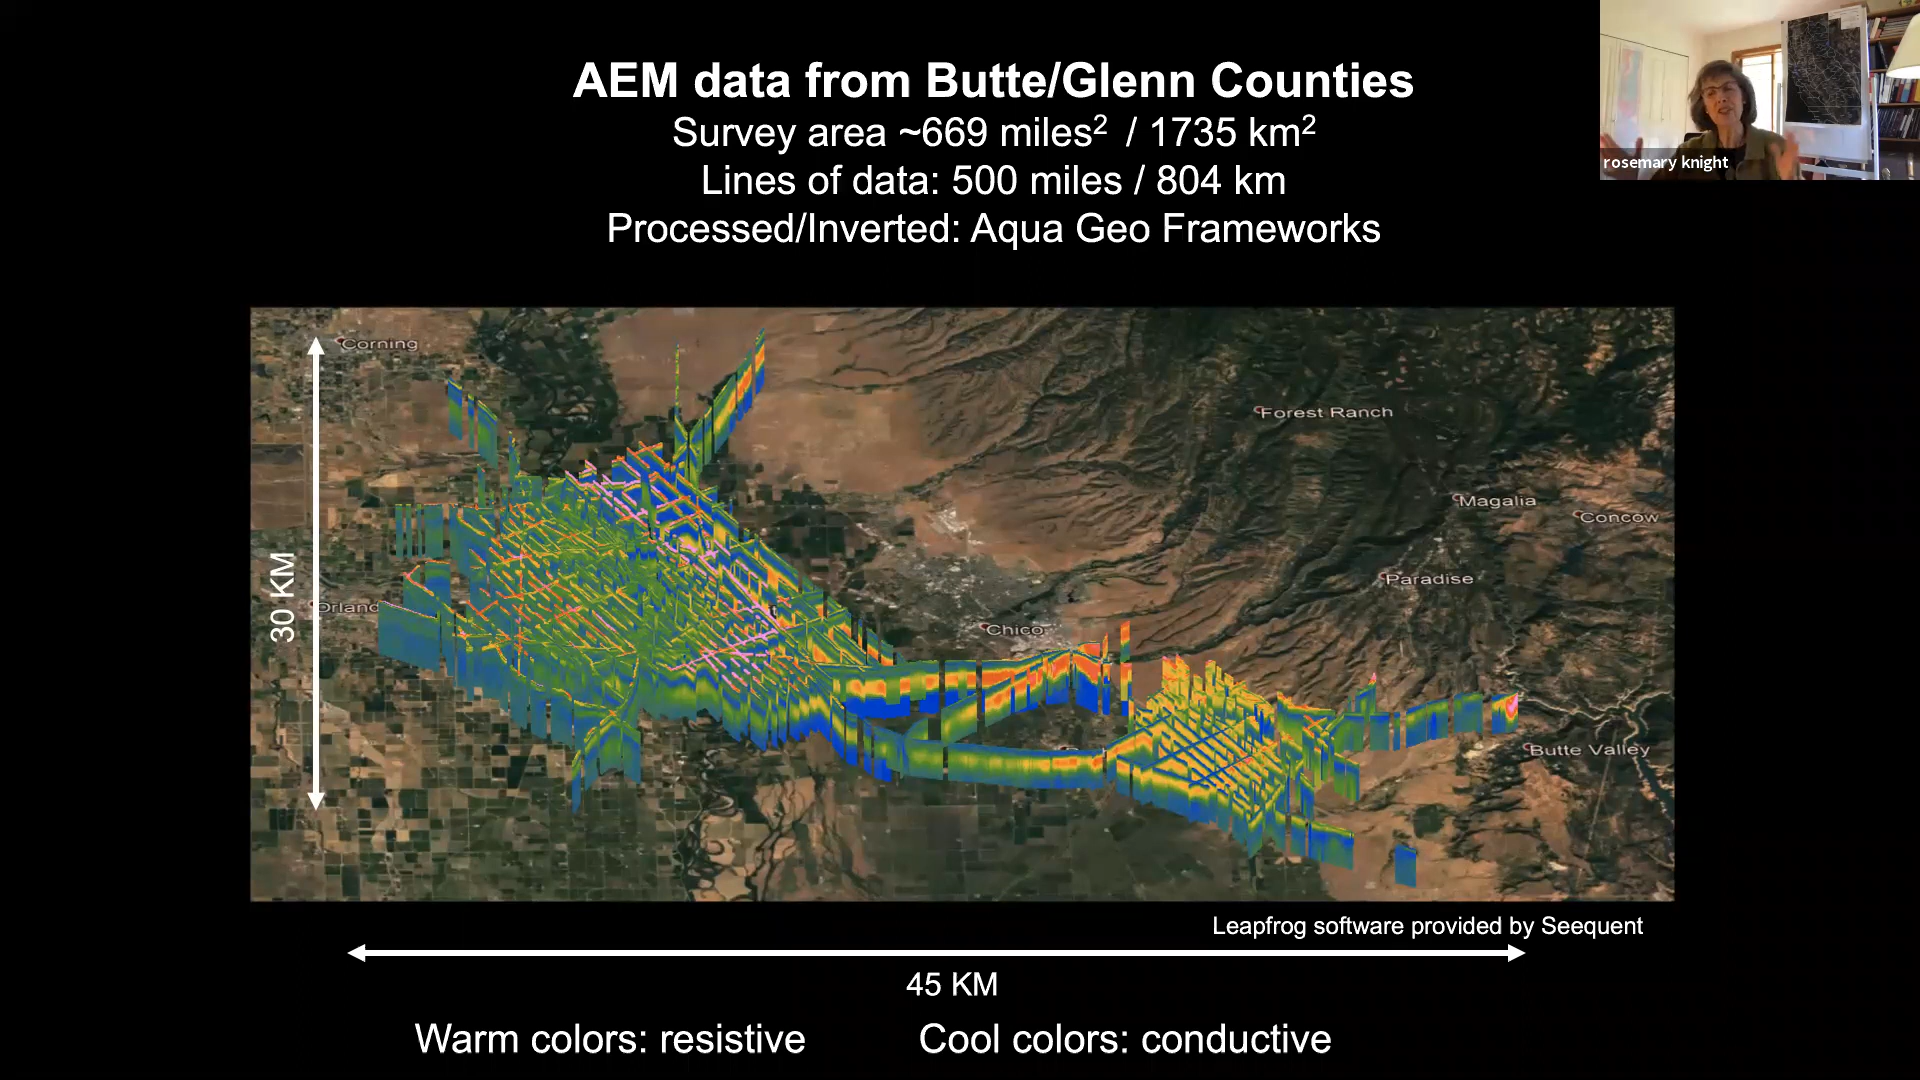 AEM data from Butte/Glenn Counties
Survey area ~669 miles² / 1735 km²
Lines of data: 500 miles / 804 km
Processed/Inverted: Aqua Geo Frameworks
rosemary knight
Corning
Forest Ranch
Magalia
Concow
Paradise
30 KM
Orland
Chico
Butte Valley
Leapfrog software provided by Seequent
45 KM
Warm colors: resistive
Cool colors: conductive